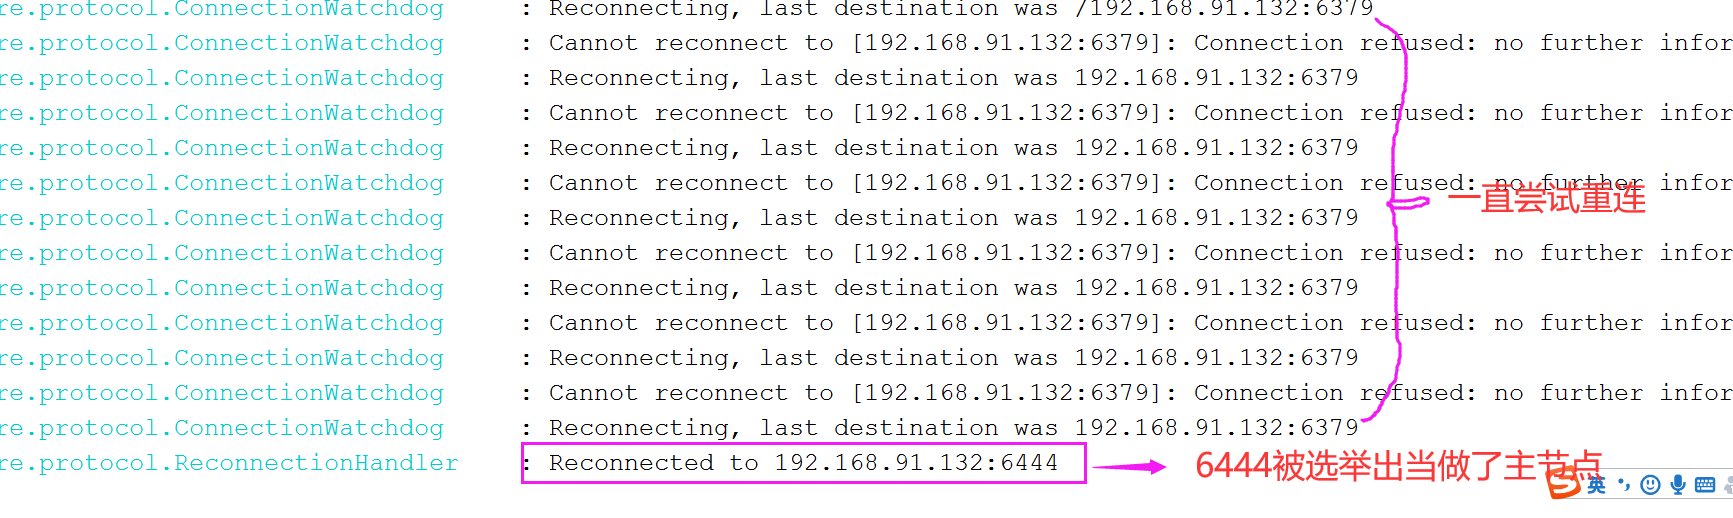 re.protocol.ConnectionWatchdog : Reconnecting, last destination was /192.168.91.132:6379
re.protocol.ConnectionWatchdog : Cannot reconnect to [192.168.91.132:6379]: Connection refused: no further infor
re.protocol.ConnectionWatchdog : Reconnecting, last destination was 192.168.91.132:6379
re.protocol.ConnectionWatchdog : Cannot reconnect to [192.168.91.132:6379]: Connection refused: no further infor
re.protocol.ConnectionWatchdog : Reconnecting, last destination was 192.168.91.132:6379
re.protocol.ConnectionWatchdog : Cannot reconnect to [192.168.91.132:6379]: Connection refused: no further infor
一直尝试重连
re.protocol.ConnectionWatchdog : Reconnecting, last destination was 192.168.91.132:6379
re.protocol.ConnectionWatchdog : Cannot reconnect to [192.168.91.132:6379]: Connection refused: no further infor
re.protocol.ConnectionWatchdog : Reconnecting, last destination was 192.168.91.132:6379
re.protocol.ConnectionWatchdog : Cannot reconnect to [192.168.91.132:6379]: Connection refused: no further infor
re.protocol.ConnectionWatchdog : Reconnecting, last destination was 192.168.91.132:6379
re.protocol.ConnectionWatchdog : Cannot reconnect to [192.168.91.132:6379]: Connection refused: no further infor
re.protocol.ConnectionWatchdog : Reconnecting, last destination was 192.168.91.132:6379
re.protocol.ReconnectionHandler : Reconnected to 192.168.91.132:6444
6444被选举出当做了主节点
英